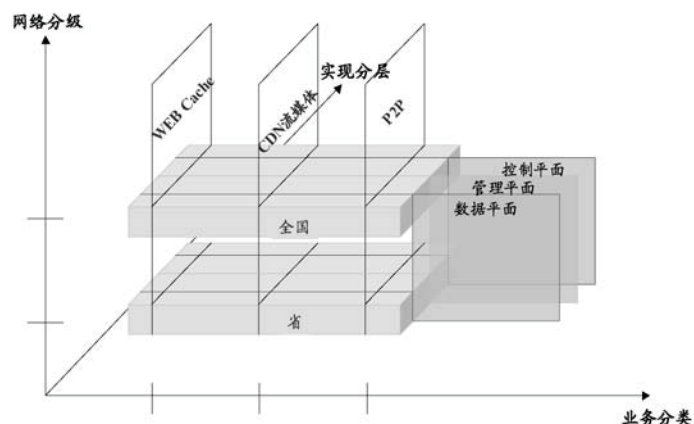 网络分级
实现分层
WEB Cache
CDN流媒体
P2P
控制平面
管理平面
数据平面
全国
省
业务分类